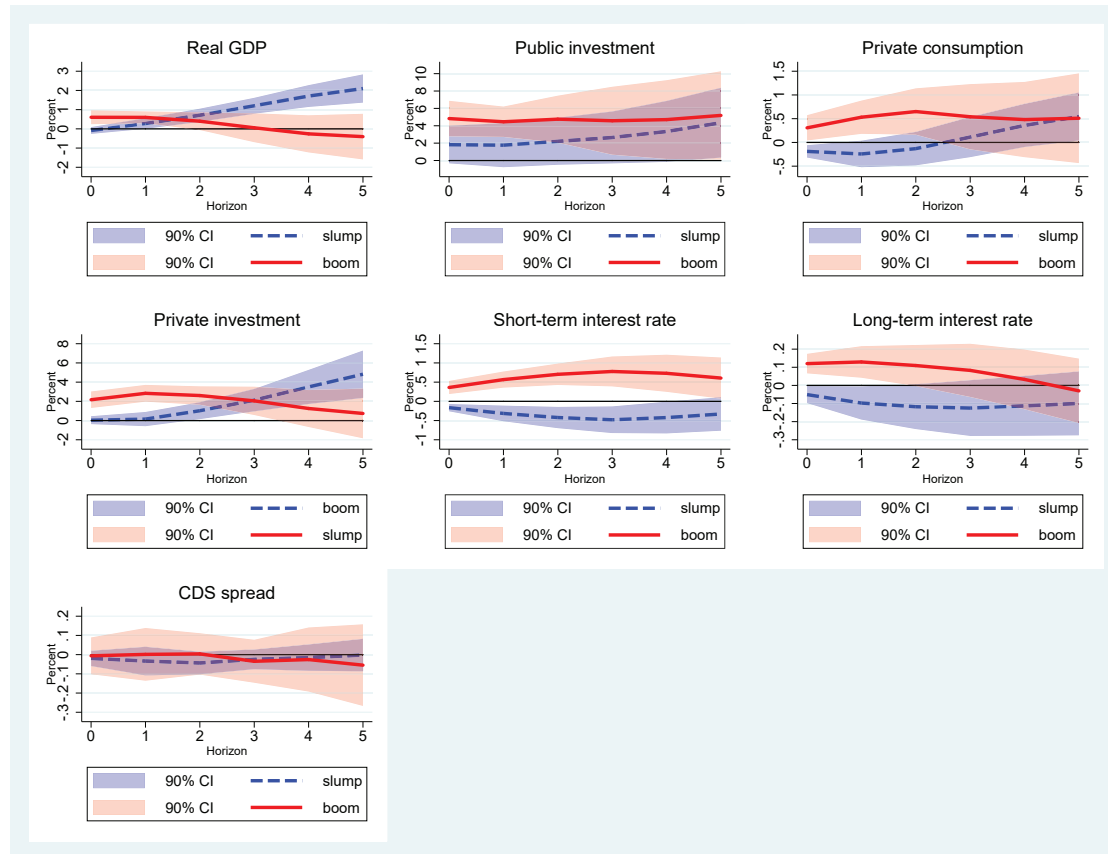 Real GDP
Percent
3
2
1
0
-1
-2
0 1 2 3 4 5
Horizon
90% CI slump
90% CI boom
Public investment
Percent
10
8
6
4
2
0
0 1 2 3 4 5
Horizon
90% CI slump
90% CI boom
Private consumption
Percent
1.5
1
.5
0
-.5
0 1 2 3 4 5
Horizon
90% CI slump
90% CI boom
Private investment
Percent
8
6
4
2
0
-2
0 1 2 3 4 5
Horizon
90% CI boom
90% CI slump
Short-term interest rate
Percent
1.5
1
.5
0
-.5
-1
0 1 2 3 4 5
Horizon
90% CI slump
90% CI boom
Long-term interest rate
Percent
.2
.1
0
-.1
-.2
-.3
0 1 2 3 4 5
Horizon
90% CI slump
90% CI boom
CDS spread
Percent
.2
.1
0
-.1
-.2
-.3
0 1 2 3 4 5
Horizon
90% CI slump
90% CI boom